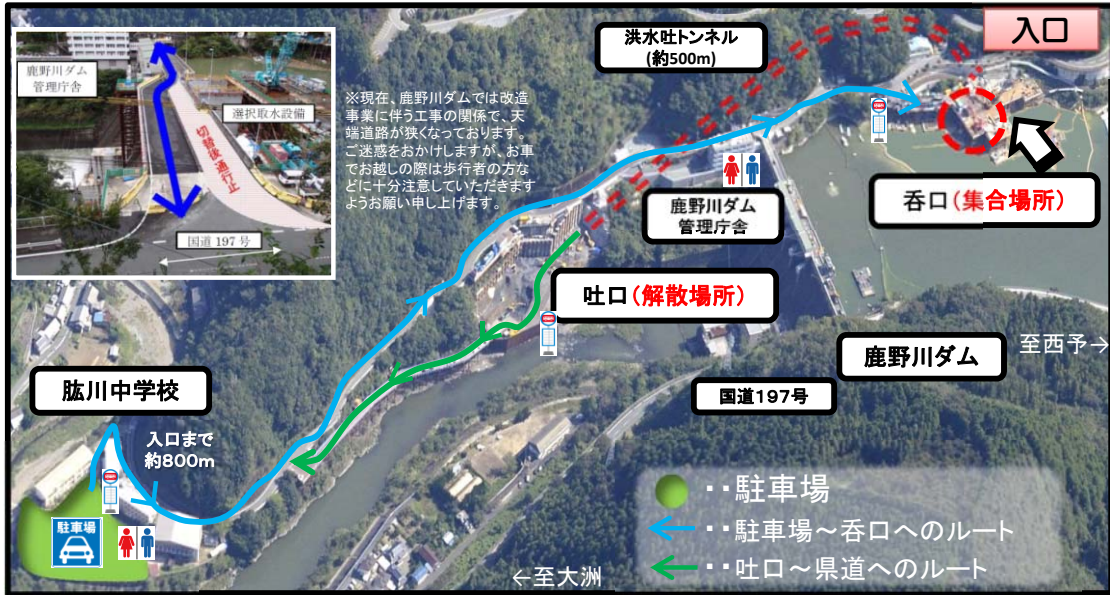 鹿野川ダム
管理庁舎
選択取水設備
切替後通行止
国道 197 号
※現在、鹿野川ダムでは改造
事業に伴う工事の関係で、天
端道路が狭くなっております。
ご迷惑をおかけしますが、お車
でお越しの際は歩行者の方な
どに十分注意していただきます
ようお願い申し上げます。
洪水吐トンネル
(約500m)
入口
呑口(集合場所)
鹿野川ダム
管理庁舎
吐口(解散場所)
鹿野川ダム
至西予→
国道197号
肱川中学校
入口まで
約800m
駐車場
←至大洲
・・駐車場
・・駐車場～呑口へのルート
・・吐口～県道へのルート